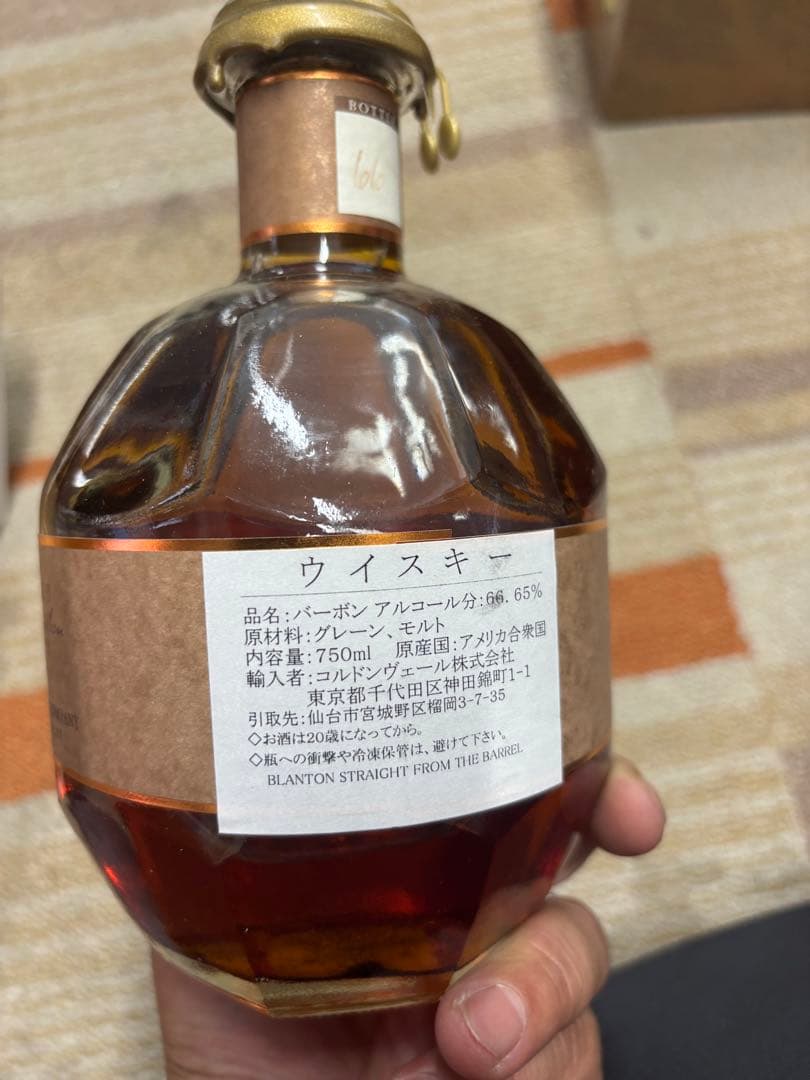 66
ウイスキー
品名:バーボン アルコール分:66.65%
原材料:グレーン、モルト
内容量:750ml 原産国:アメリカ合衆国
輸入者:コルドンヴェール株式会社
東京都千代田区神田錦町1-1
引取先:仙台市宮城野区榴岡3-7-35
◇お酒は20歳になってから。
◇瓶への衝撃や冷凍保管は、避けて下さい。
BLANTON STRAIGHT FROM THE BARREL